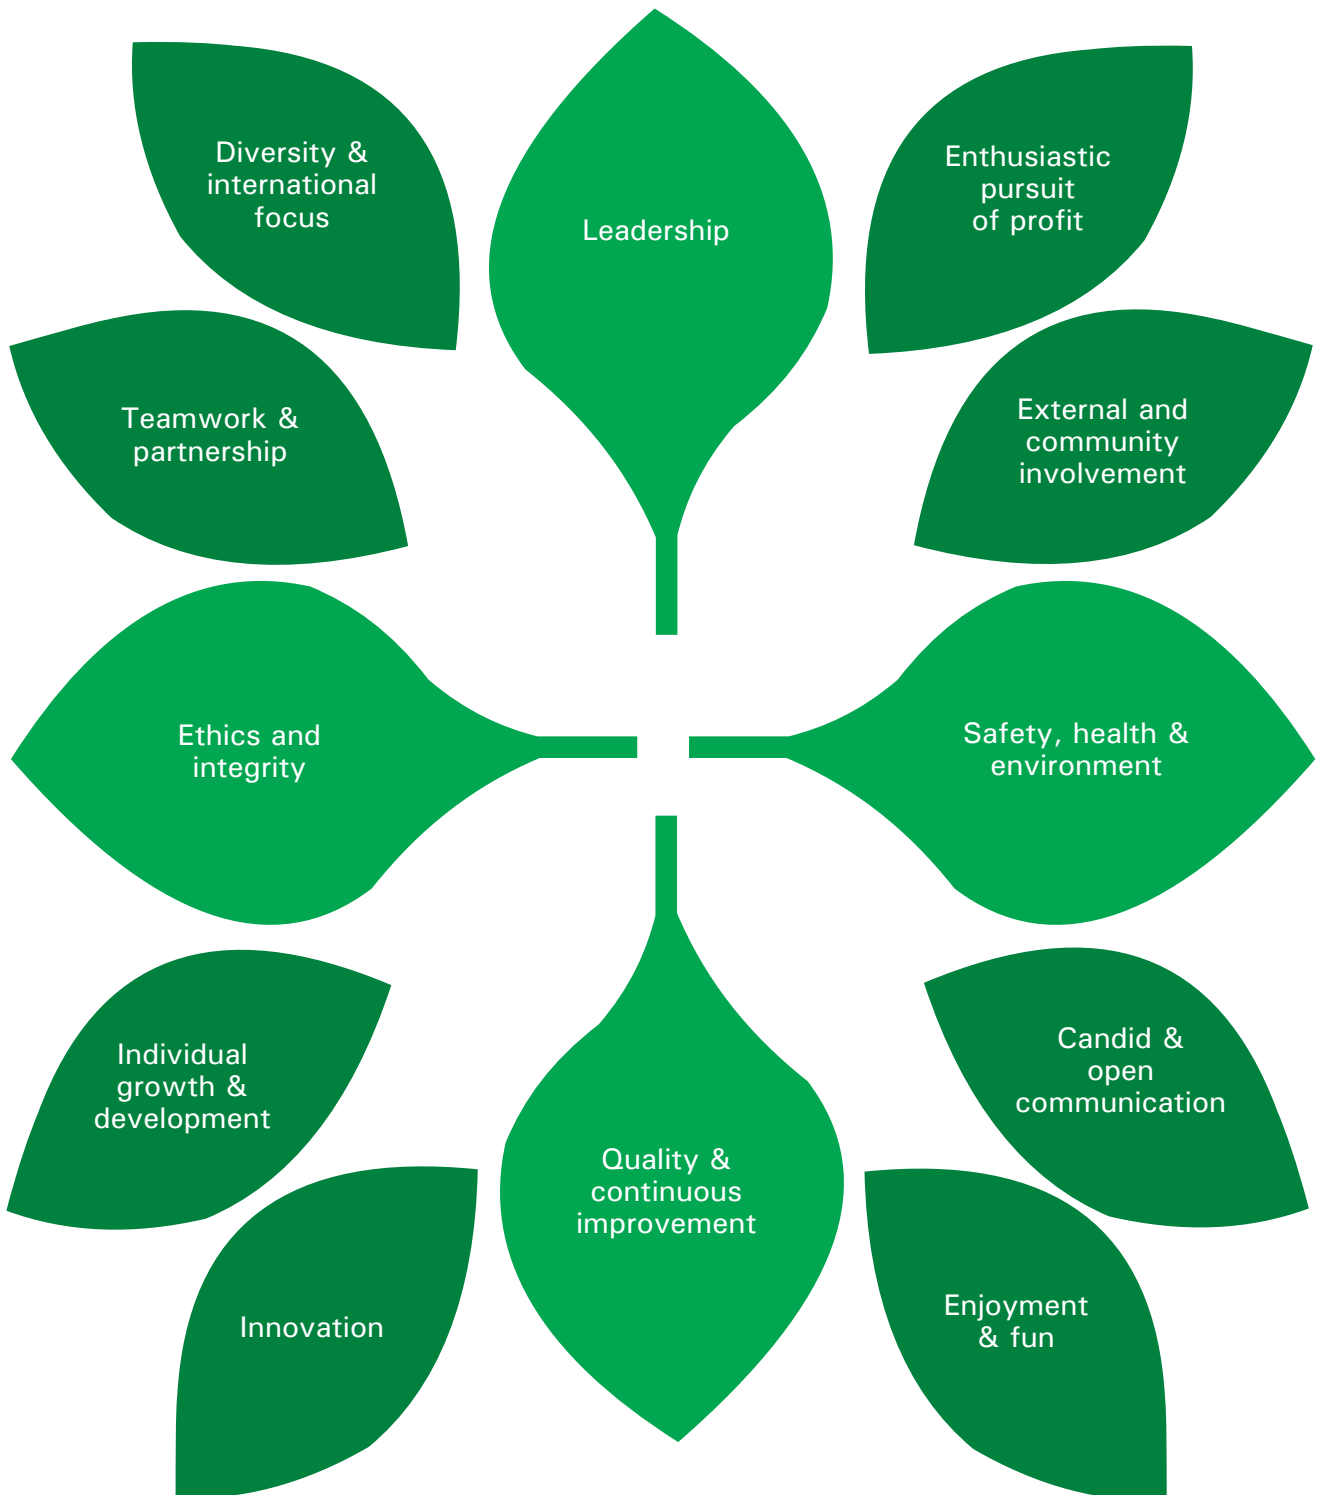 Diversity &
international
focus
Leadership
Enthusiastic
pursuit
of profit
Teamwork &
partnership
External and
community
involvement
Ethics and
integrity
Safety, health &
environment
Individual
growth &
development
Candid &
open
communication
Quality &
continuous
improvement
Innovation
Enjoyment
& fun